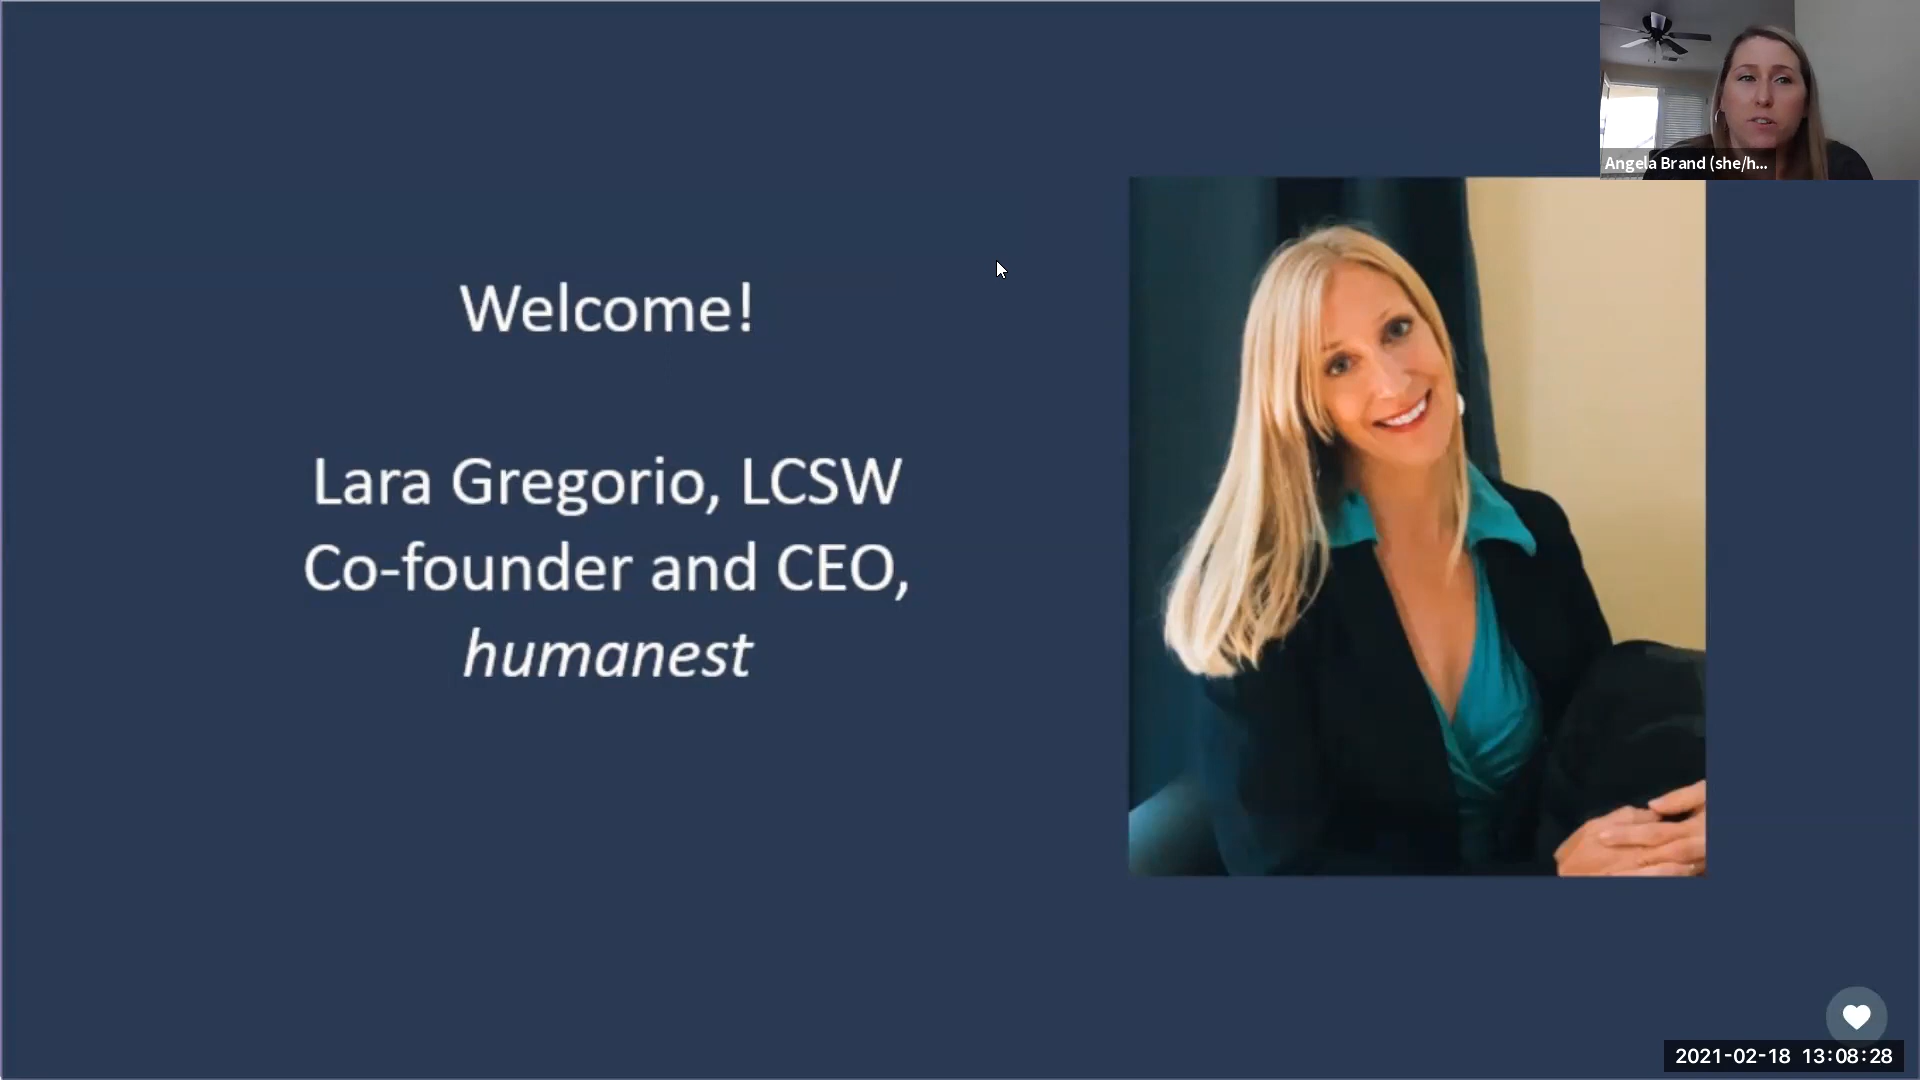 Angela Brand (she/h...
Welcome!
Lara Gregorio, LCSW
Co-founder and CEO,
humanest
2021-02-18 13:08:28